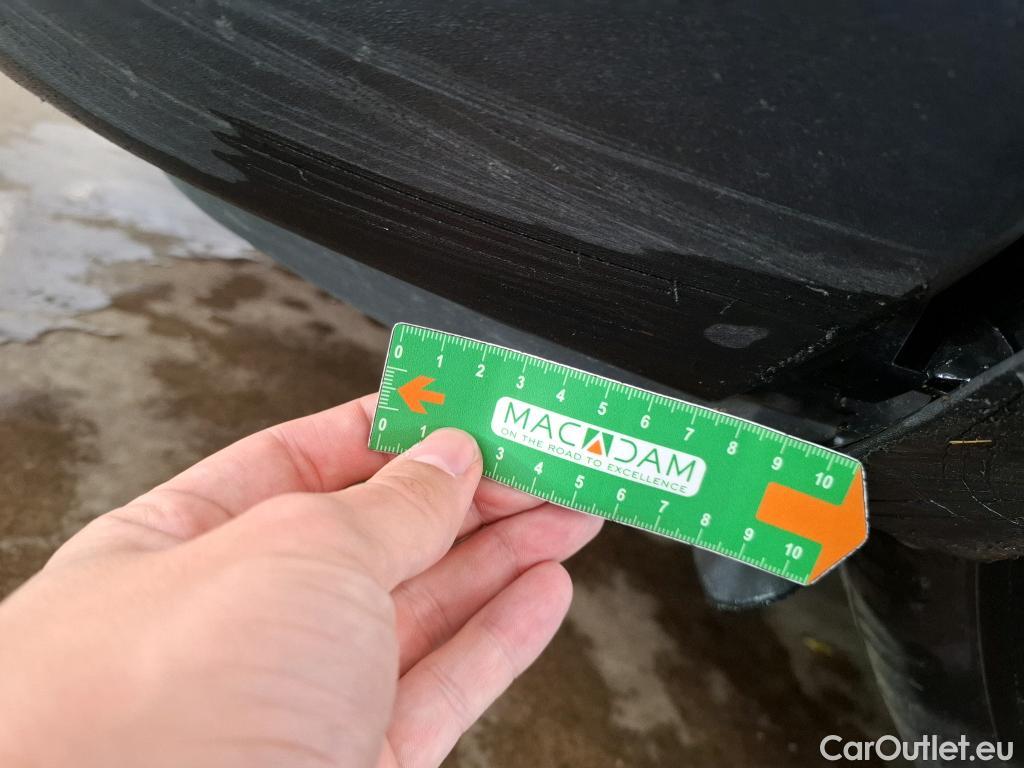 0 1 2 3 4 5 6 7 8 9 10
MACADAM
ON THE ROAD TO EXCELLENCE
0 1 3 4 5 6 7 8 9 10
CarOutlet.eu